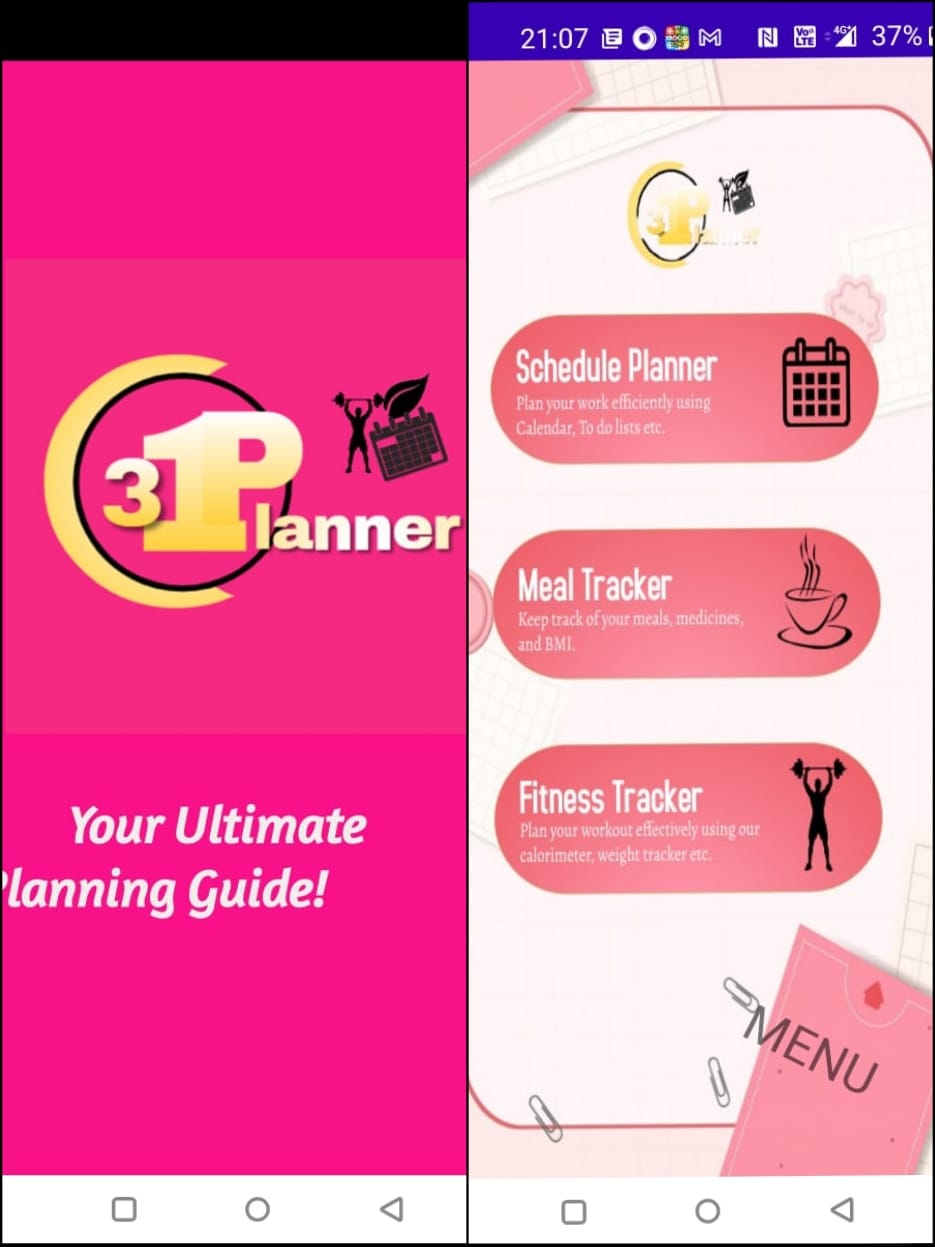 31Planner
Your Ultimate
Planning Guide!
21:07
VoLTE
4G+
37%
31Planner
Schedule Planner
Plan your work efficiently using
Calendar, To do lists etc.
Meal Tracker
Keep track of your meals, medicines,
and BMI.
Fitness Tracker
Plan your workout effectively using our
calorimeter, weight tracker etc.
MENU